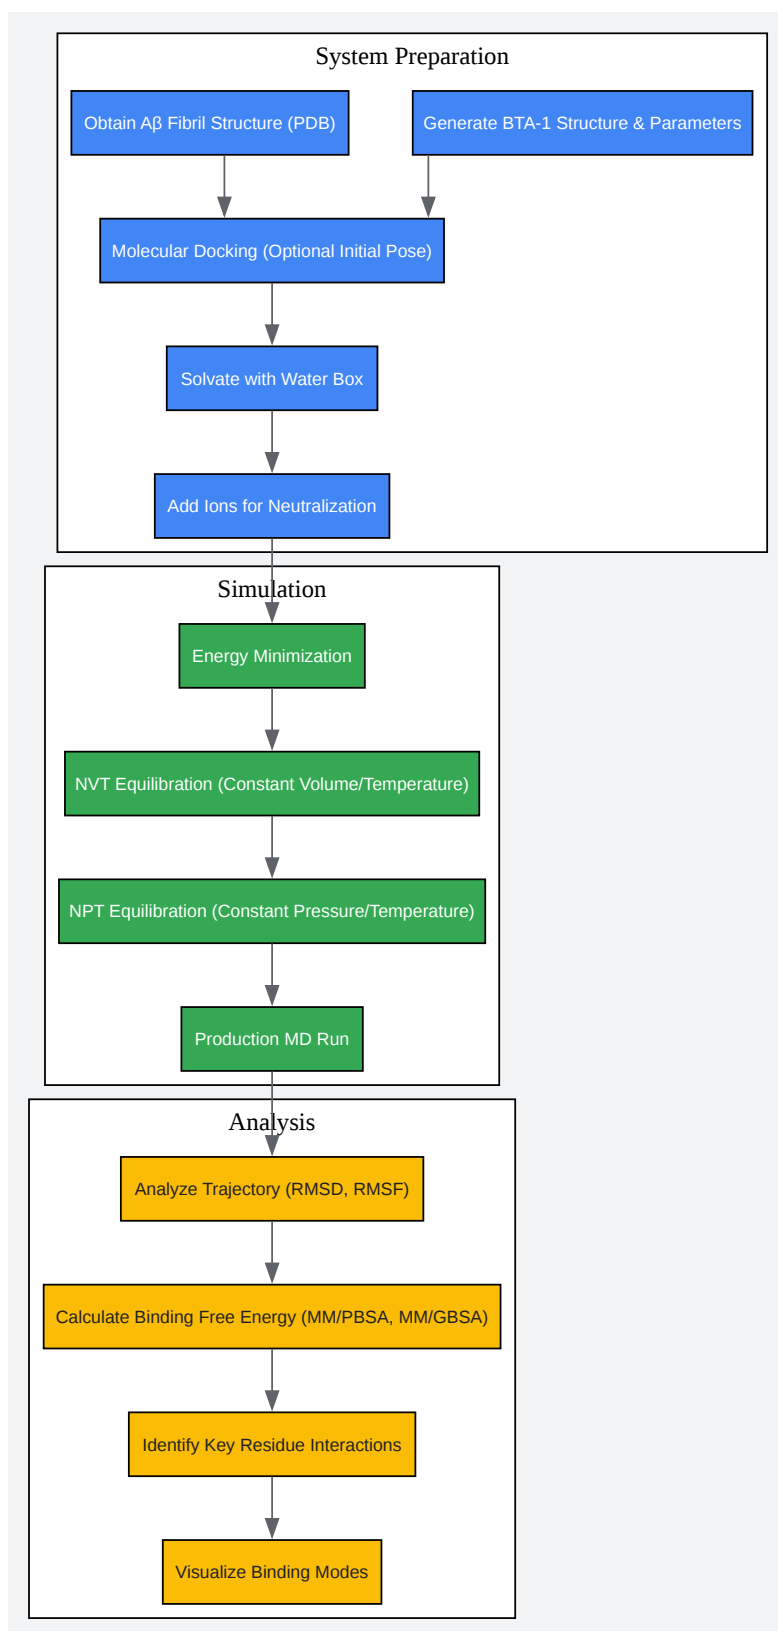 System Preparation
Obtain Aβ Fibril Structure (PDB)
Generate BTA-1 Structure & Parameters
Molecular Docking (Optional Initial Pose)
Solvate with Water Box
Add Ions for Neutralization
Simulation
Energy Minimization
NVT Equilibration (Constant Volume/Temperature)
NPT Equilibration (Constant Pressure/Temperature)
Production MD Run
Analysis
Analyze Trajectory (RMSD, RMSF)
Calculate Binding Free Energy (MM/PBSA, MM/GBSA)
Identify Key Residue Interactions
Visualize Binding Modes